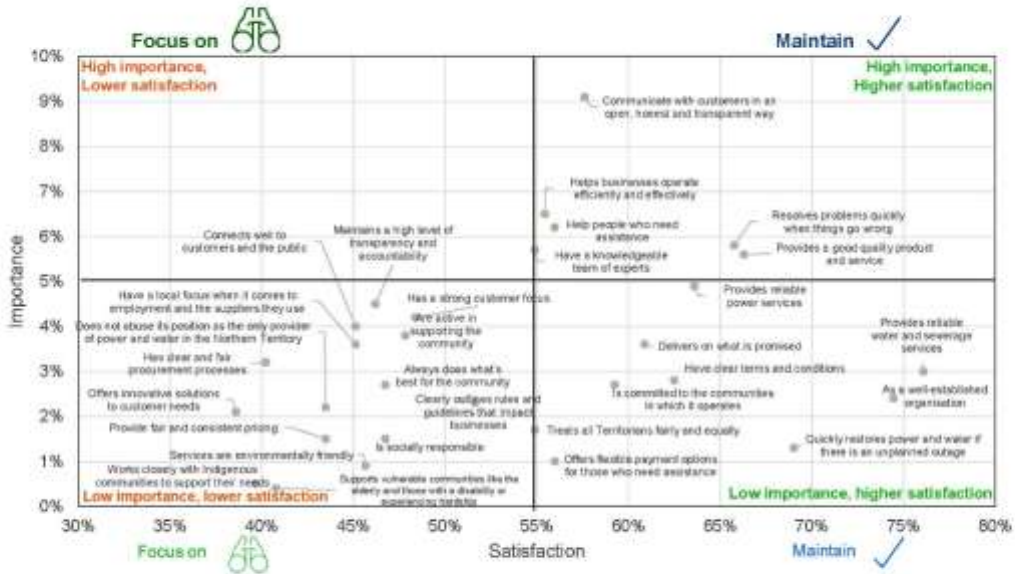 Focus on
Maintain
10%
High importance,
Lower satisfaction
High importance,
Higher satisfaction
9%
Communicate with customers in an
open, honest and transparent way
8%
7%
Helps businesses operate
efficiently and effectively
Help people who need
assistance
Resolves problems quickly
when things go wrong
6%
Connects well to
customers and the public
Maintains a high level of
transparency and
accountability
Have a knowledgeable
team of experts
Provides a good quality product
and service
5%
Importance
Have a local focus when it comes to
employment and the suppliers they use
Has a strong customer focus
Provides reliable
power services
4%
Does not abuse its position as the only provider
of power and water in the Northern Territory
Are active in
supporting the
community
Delivers on what is promised
Provides reliable
water and sewerage
services
Has clear and fair
procurement processes
3%
Always does what's
best for the community
Have clear terms and conditions
Offers innovative solutions
to customer needs
Clearly outlines rules and
guidelines that impact
businesses
Is committed to the communities
in which it operates
As a well-established
organisation
2%
Provide fair and consistent pricing
Is socially responsible
Treats all Territorians fairly and equally
Quickly restores power and water if
there is an unplanned outage
Services are environmentally friendly
Offers flexible payment options
for those who need assistance
1%
Works closely with Indigenous
communities to support their needs
Supports vulnerable communities like the
elderly and those with a disability or
experiencing hardship
Low importance, lower satisfaction
Low importance, higher satisfaction
0%
30%
35%
40%
45%
50%
55%
60%
65%
70%
75%
80%
Focus on
Satisfaction
Maintain